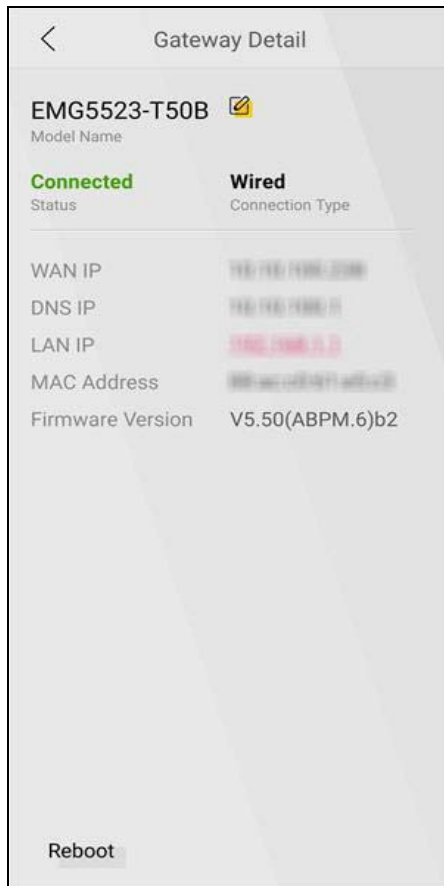 Gateway Detail
EMG5523-T50B
Model Name
Connected Wired
Status Connection Type
WAN IP
DNS IP
LAN IP
MAC Address
Firmware Version V5.50(ABPM.6)b2
Reboot